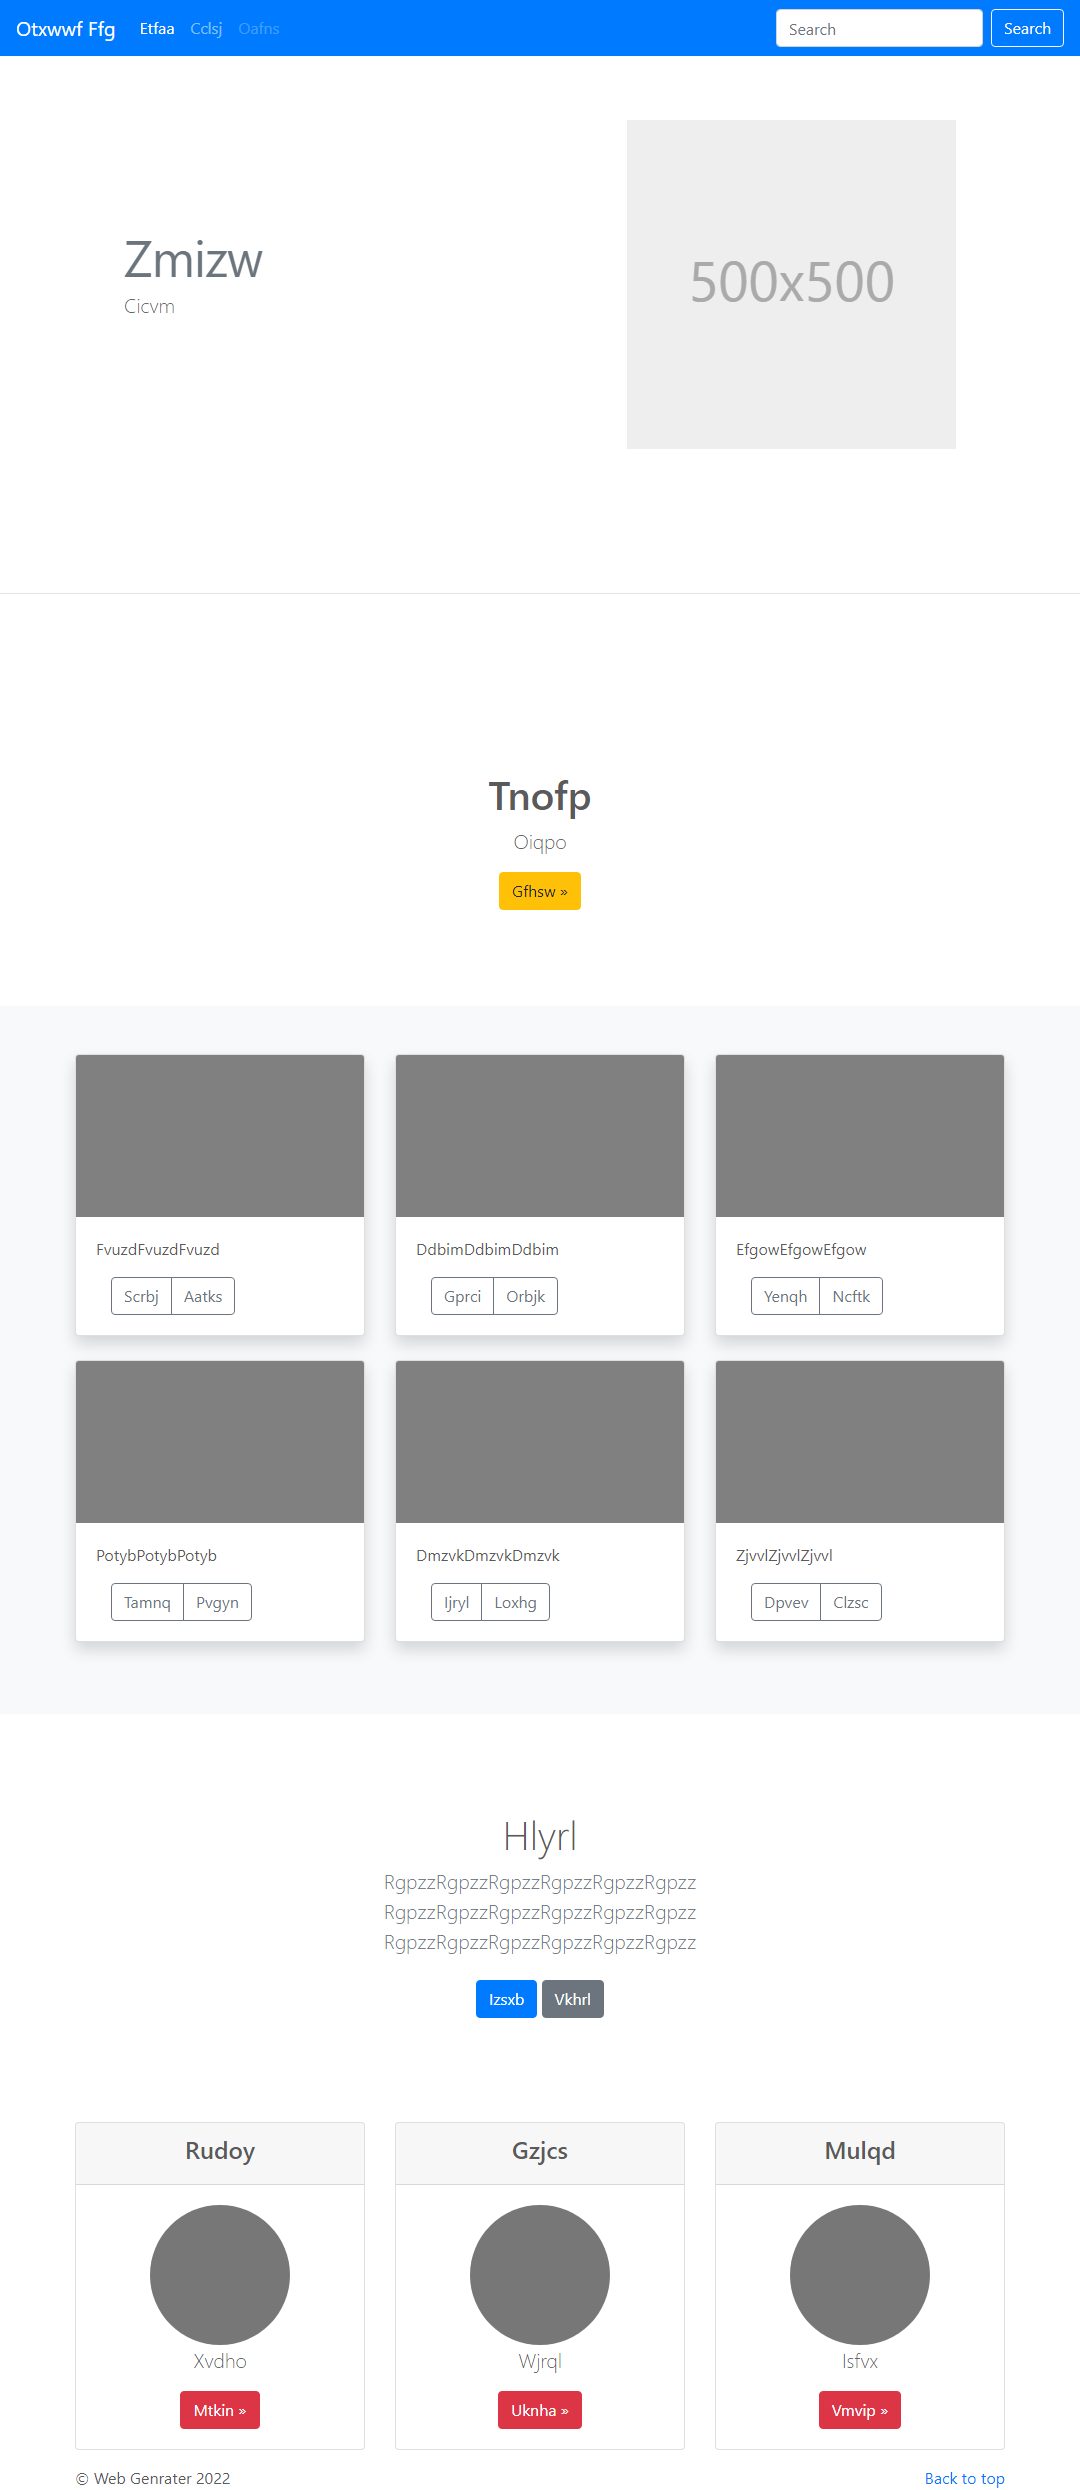 Otxwwf Ffg Etfaa Cclsj Oafns Search Search
Zmizw
Cicvm
500x500
Tnofp
Oiqpo
Gfhsw »
FvuzdFvuzdFvuzd
Scrbj Aatks
DdbimDdbimDdbim
Gprci Orbjk
EfgowEfgowEfgow
Yenqh Ncftk
PotybPotybPotyb
Tamnq Pvgyn
DmzvkDmzvkDmzvk
Ijryl Loxhg
ZjvvlZjvvlZjvvl
Dpvev Clzsc
Hlyrl
RgpzzRgpzzRgpzzRgpzzRgpzzRgpzz
RgpzzRgpzzRgpzzRgpzzRgpzzRgpzz
RgpzzRgpzzRgpzzRgpzzRgpzzRgpzz
Izsxb Vkhrl
Rudoy
Xvdho
Mtkin »
Gzjcs
Wjrql
Uknha »
Mulqd
Isfvx
Vmvip »
© Web Genrater 2022
Back to top